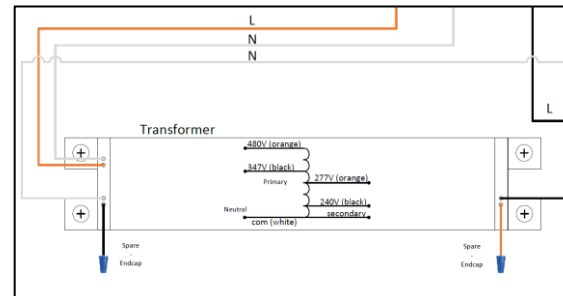 L
N
N
L
Transformer
480V (orange)
347V (black)
Primary
277V (orange)
240V (black)
Neutral
secondary
com (white)
Spare
-
Endcap
Spare
-
Endcap